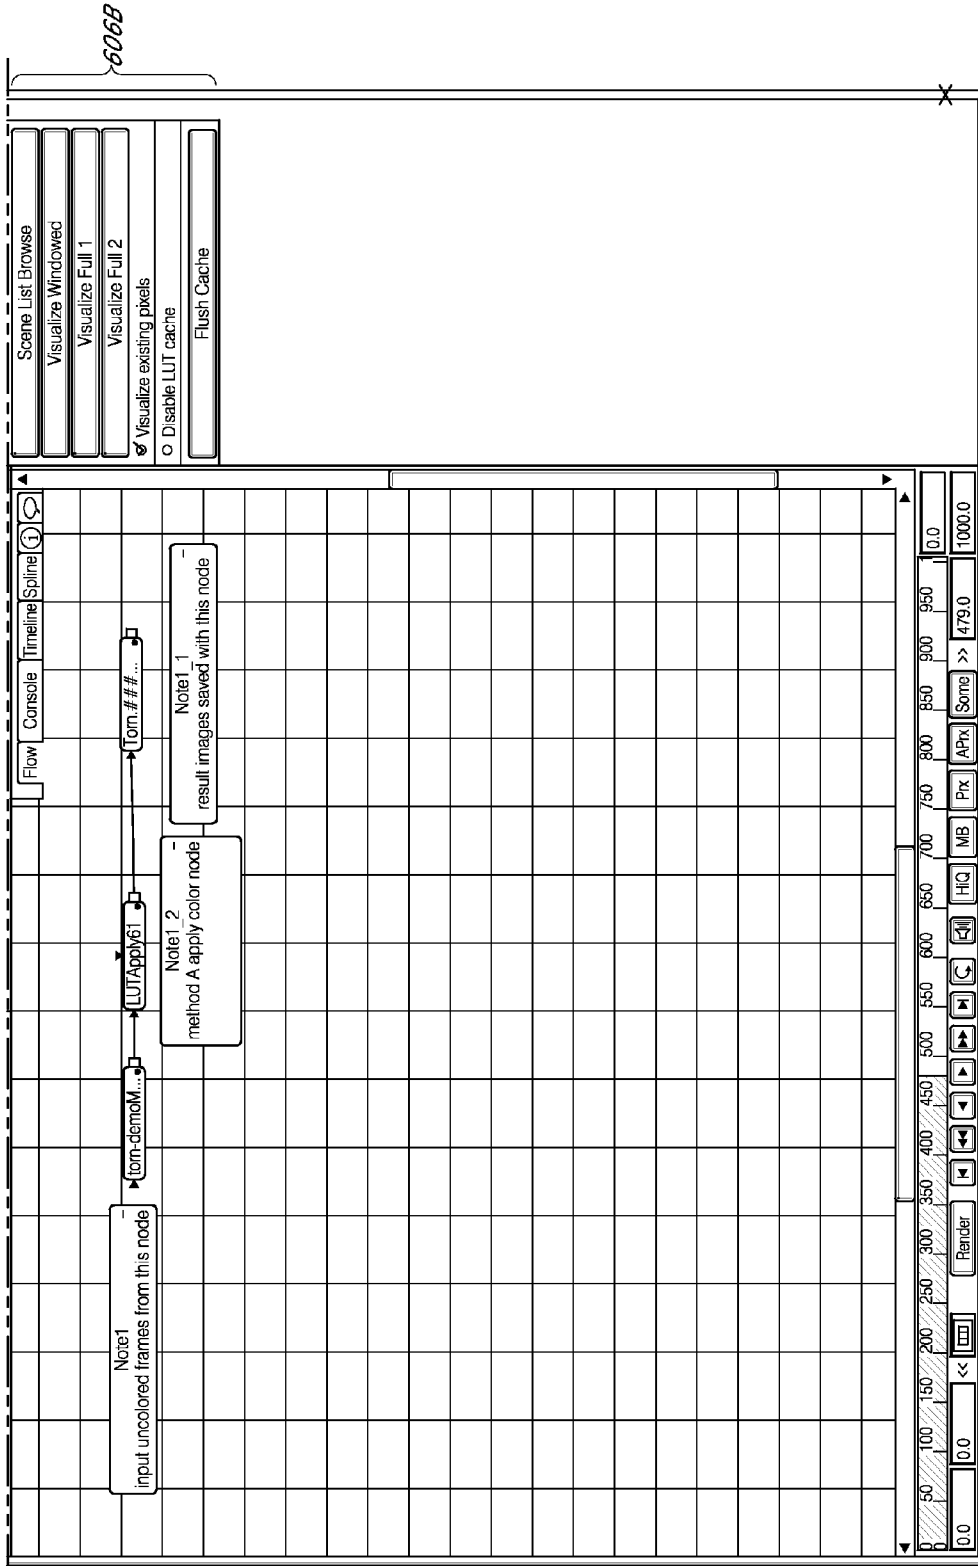 606B
Flow
Console
Timeline
Spline
i
Scene List Browse
Visualize Windowed
Visualize Full 1
Visualize Full 2
Visualize existing pixels
Disable LUT cache
Flush Cache
Note1
input uncolored frames from this node
torn-demoM...
LUTApply61
Torn.###...
Note1_2
method A apply color node
Note1_1
result images saved with this node
0 50 100 150 200 250 300 350 400 450 500 550 600 650 700 750 800 850 900 950 1
0
0.0
0.0
0.0
<<
Render
HiQ
MB
Prx
APrx
Some
>>
479.0
1000.0